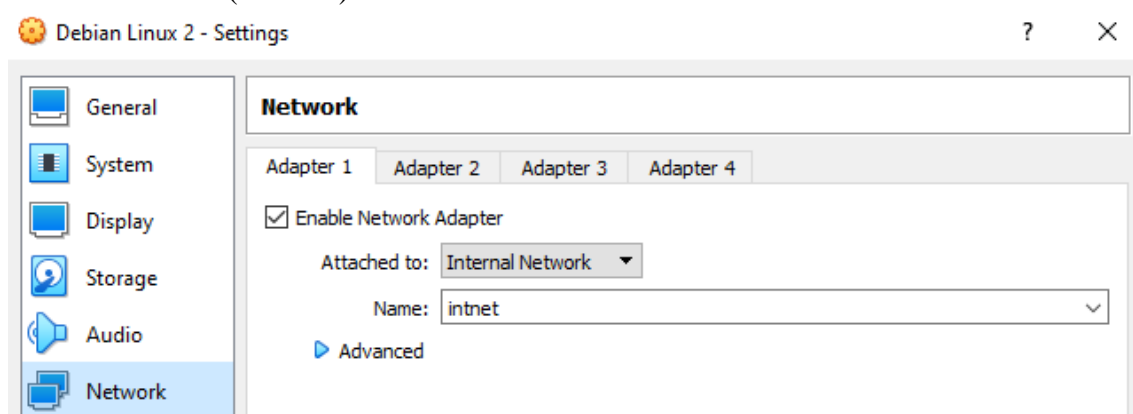 Debian Linux 2 - Settings ? ×
General
Network
System
Adapter 1 Adapter 2 Adapter 3 Adapter 4
Display
Enable Network Adapter
Attached to: Internal Network
Storage
Name: intnet
Audio
Advanced
Network